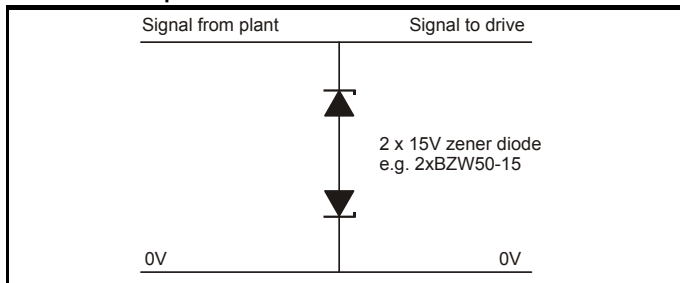 Signal from plant
Signal to drive
2 x 15V zener diode
e.g. 2xBZW50-15
0V
0V